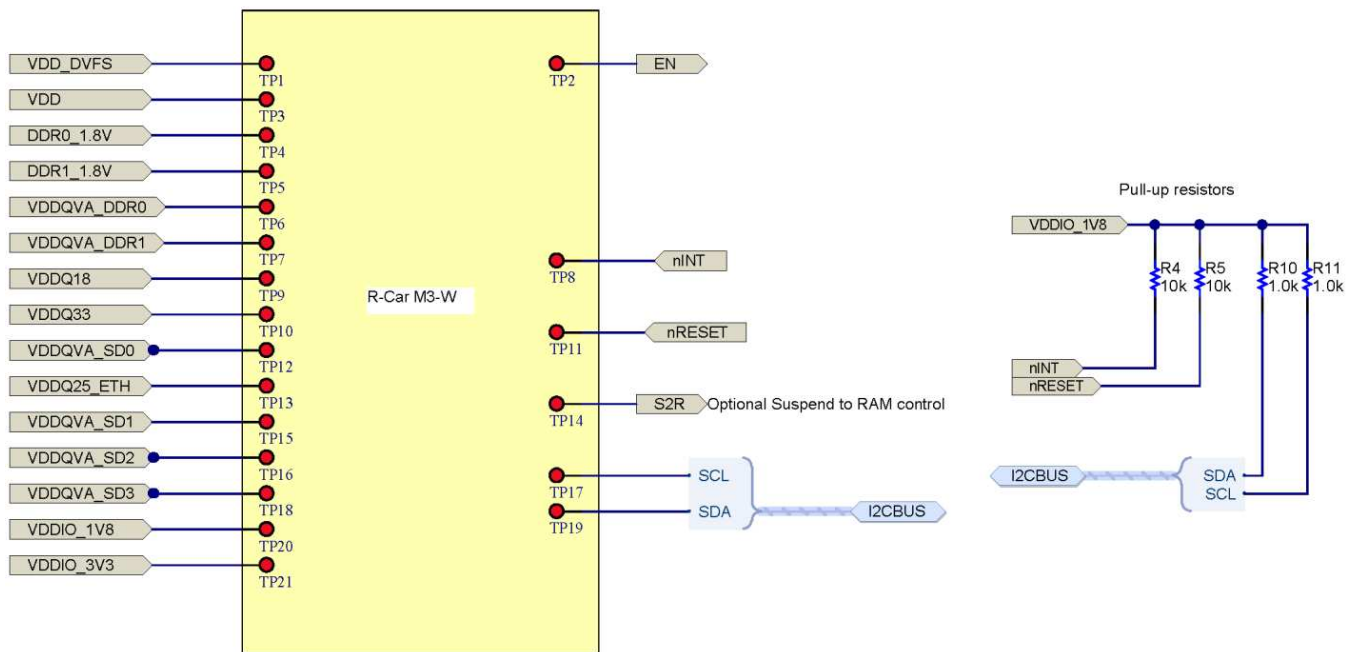 VDD_DVFS
TP1
VDD
TP3
DDR0_1.8V
TP4
DDR1_1.8V
TP5
VDDQVA_DDR0
TP6
VDDQVA_DDR1
TP7
VDDQ18
TP9
VDDQ33
TP10
VDDQVA_SD0
TP12
VDDQ25_ETH
TP13
VDDQVA_SD1
TP15
VDDQVA_SD2
TP16
VDDQVA_SD3
TP18
VDDIO_1V8
TP20
VDDIO_3V3
TP21
R-Car M3-W
EN
TP2
nINT
TP8
nRESET
TP11
S2R Optional Suspend to RAM control
TP14
SCL
TP17
SDA
TP19
I2CBUS
Pull-up resistors
VDDIO_1V8
R4 R5 R10 R11
10k 10k 1.0k 1.0k
nINT
nRESET
I2CBUS
SDA
SCL